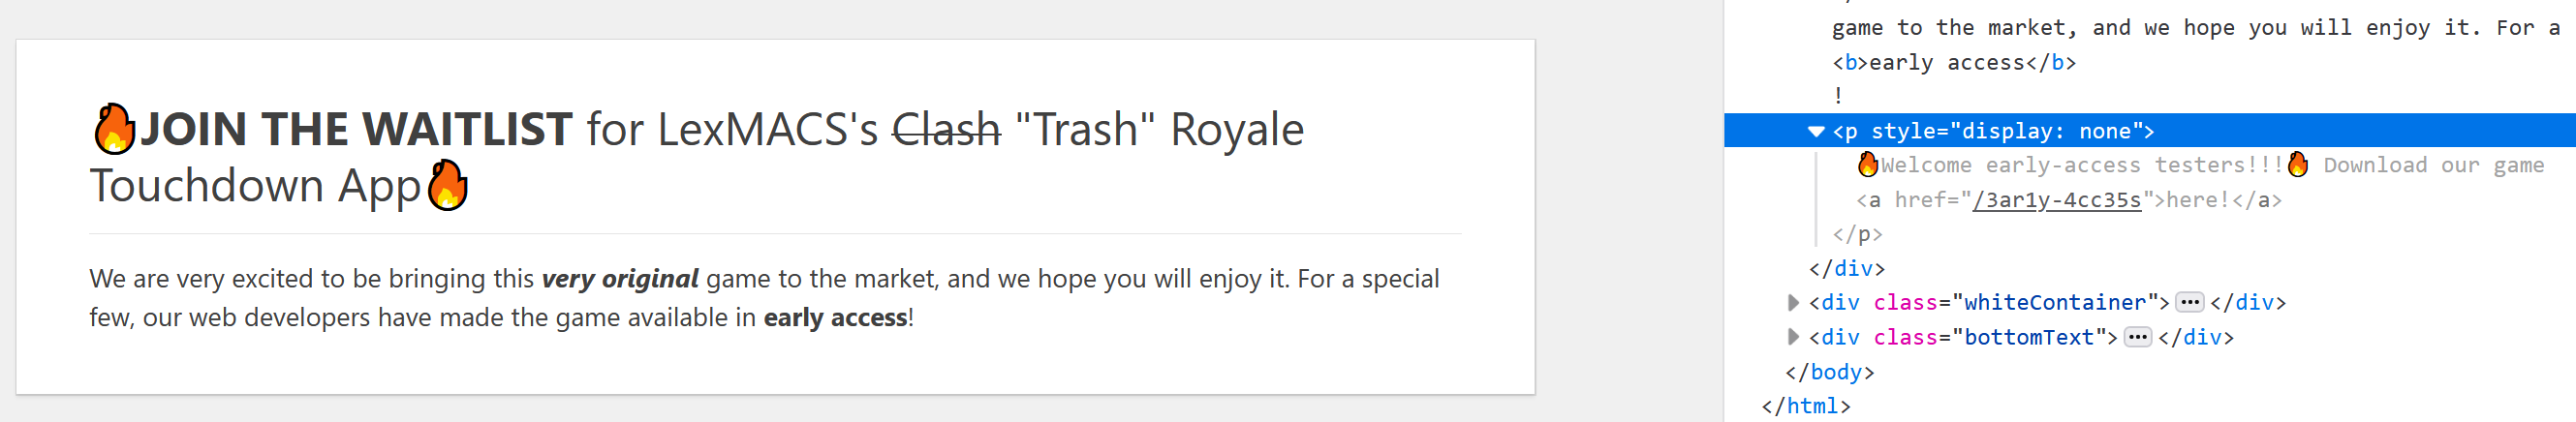 🔥JOIN THE WAITLIST for LexMACS's Clash "Trash" Royale
Touchdown App🔥
We are very excited to be bringing this very original game to the market, and we hope you will enjoy it. For a special
few, our web developers have made the game available in early access!
game to the market, and we hope you will enjoy it. For a
<b>early access</b>
!
<p style="display: none">
🔥Welcome early-access testers!!!🔥 Download our game
<a href="/3ar1y-4cc35s">here!</a>
</p>
</div>
<div class="whiteContainer">⋯</div>
<div class="bottomText">⋯</div>
</body>
</html>